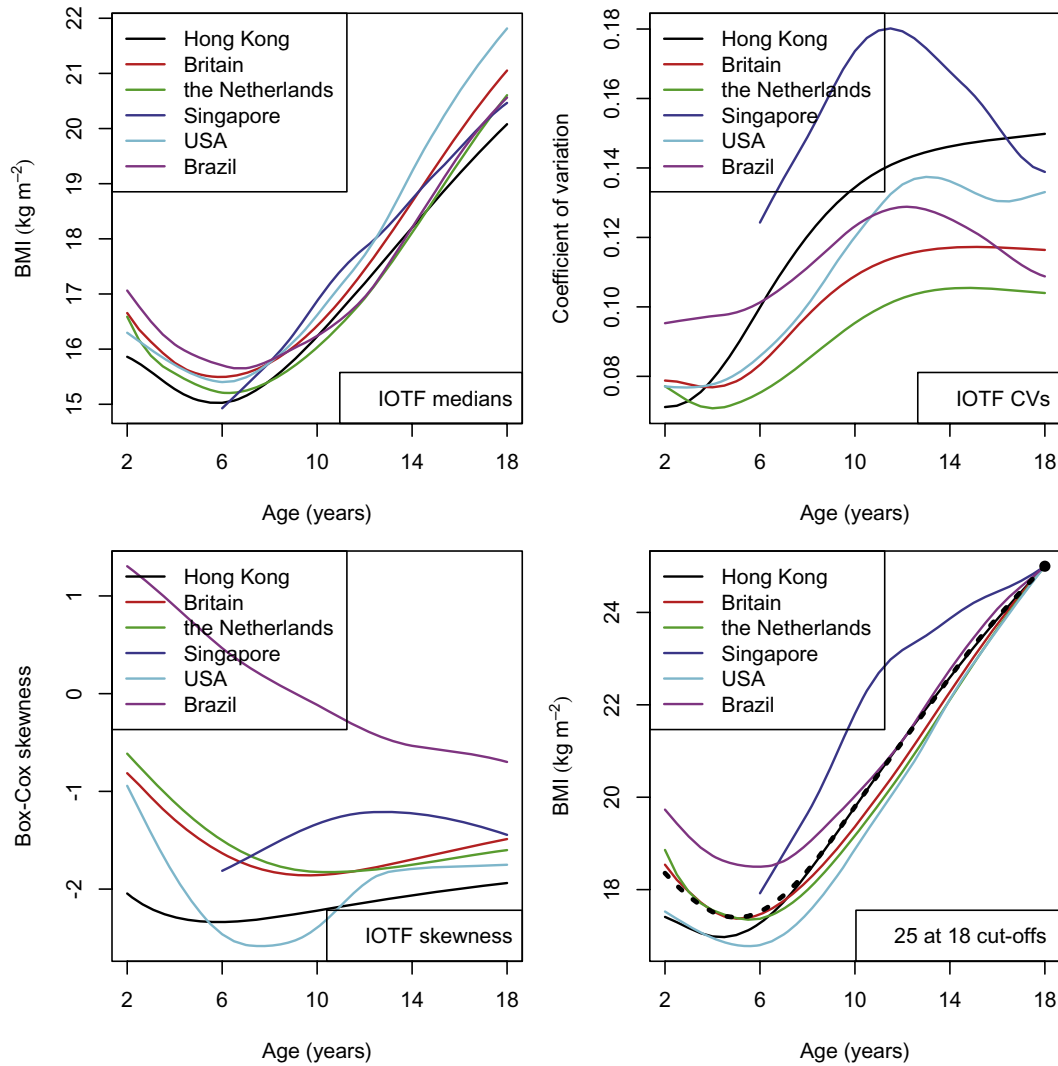 Hong Kong
Britain
the Netherlands
Singapore
USA
Brazil
IOTF medians
BMI (kg m−2)
15
16
17
18
19
20
21
22
2 6 10 14 18
Age (years)
Hong Kong
Britain
the Netherlands
Singapore
USA
Brazil
IOTF CVs
Coefficient of variation
0.08
0.10
0.12
0.14
0.16
0.18
2 6 10 14 18
Age (years)
Hong Kong
Britain
the Netherlands
Singapore
USA
Brazil
IOTF skewness
Box-Cox skewness
-2
-1
0
1
2 6 10 14 18
Age (years)
Hong Kong
Britain
the Netherlands
Singapore
USA
Brazil
25 at 18 cut-offs
BMI (kg m−2)
18
20
22
24
2 6 10 14 18
Age (years)